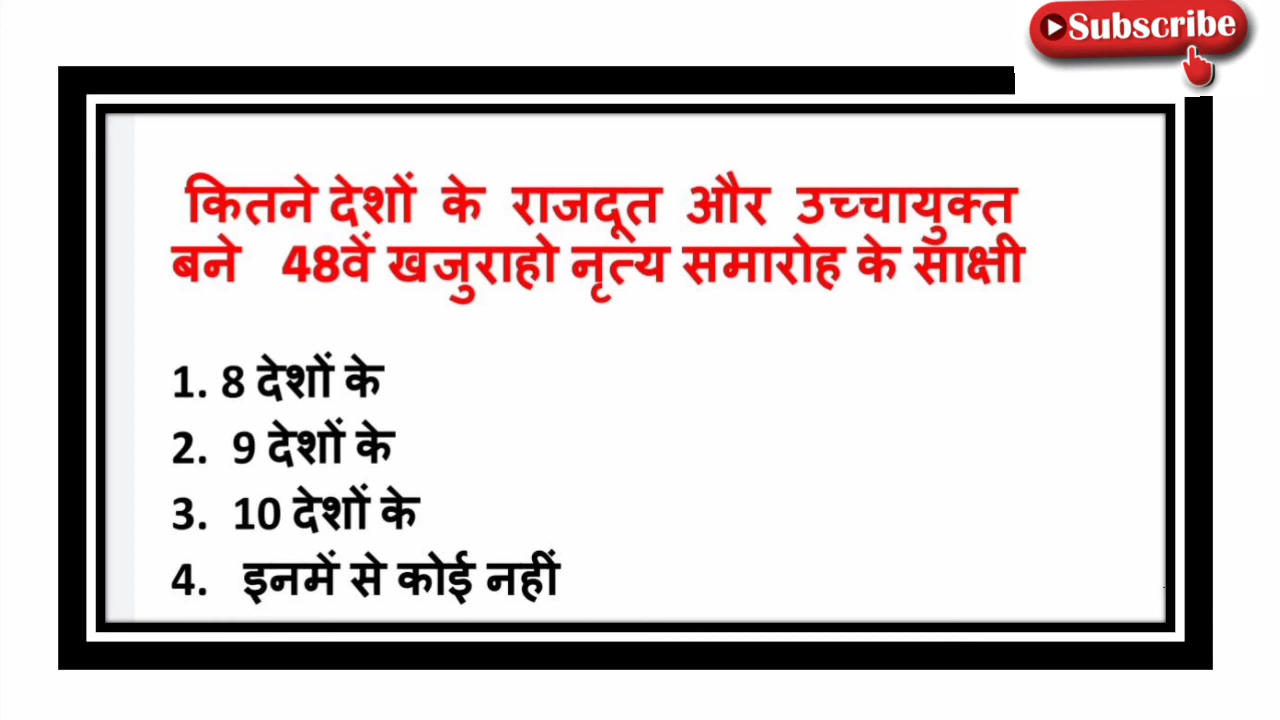 Subscribe
कितने देशों के राजदूत और उच्चायुक्त
बने 48वें खजुराहो नृत्य समारोह के साक्षी
1. 8 देशों के
2. 9 देशों के
3. 10 देशों के
4. इनमें से कोई नहीं